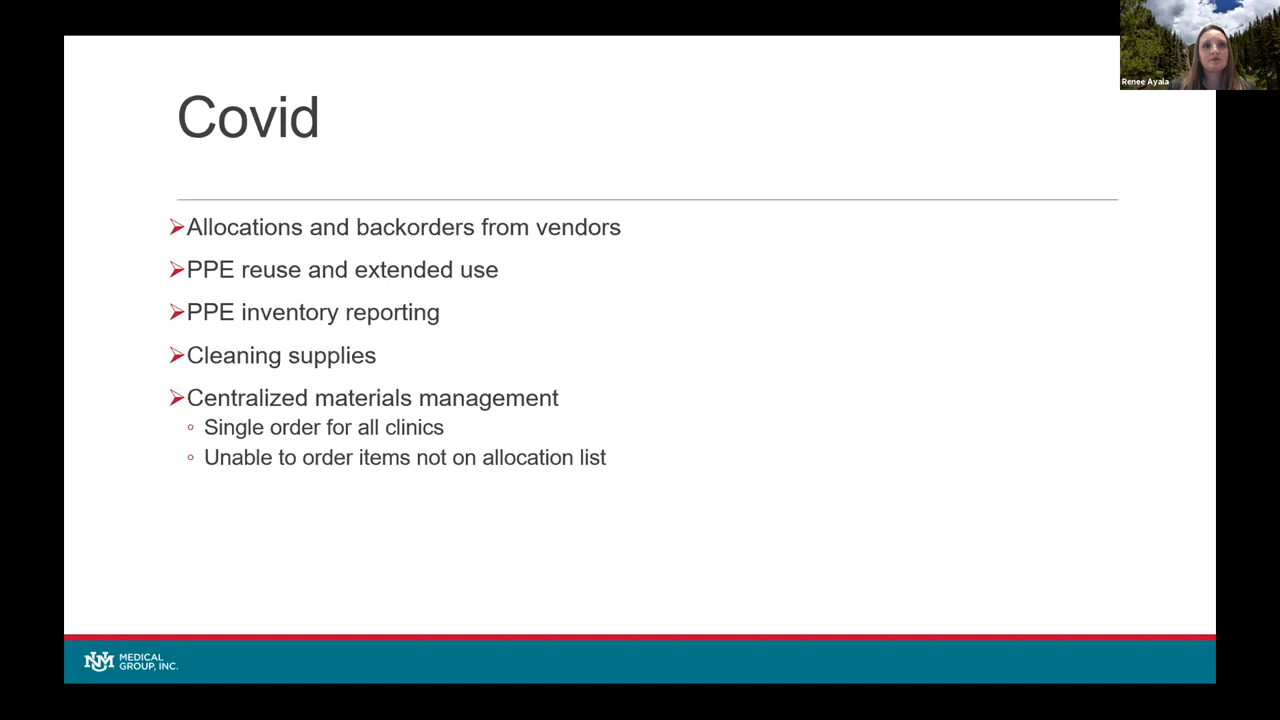 Renee Ayala
Covid
Allocations and backorders from vendors
PPE reuse and extended use
PPE inventory reporting
Cleaning supplies
Centralized materials management
Single order for all clinics
Unable to order items not on allocation list
UNM MEDICAL
GROUP, INC.